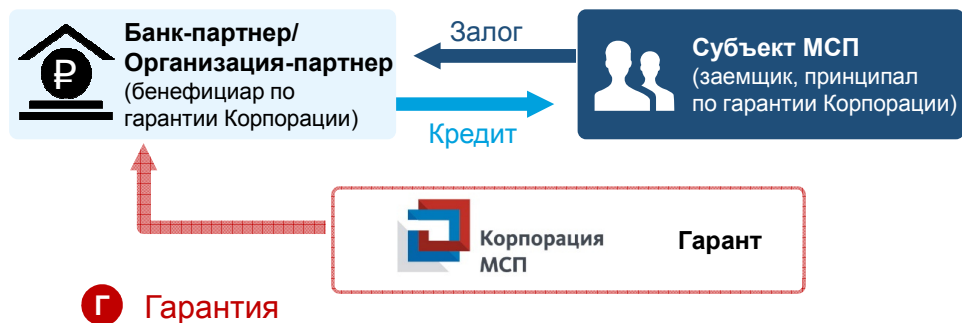 Банк-партнер/
Организация-партнер
(бенефициар по
гарантии Корпорации)
Залог
Кредит
Субъект МСП
(заемщик, принципал
по гарантии Корпорации)
Корпорация
МСП
Гарант
Г Гарантия